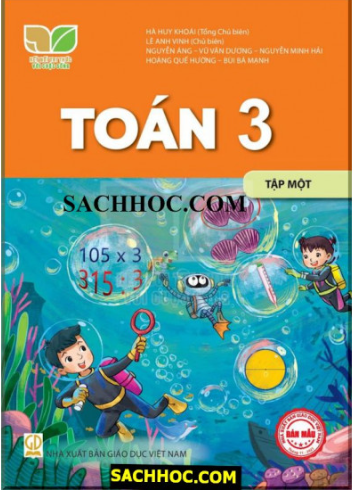 HÀ HUY KHOÁI (Tổng Chủ biên)
LÊ ANH VINH (Chủ biên)
NGUYỄN ÁNG – VŨ VĂN DƯƠNG – NGUYỄN MINH HẢI
HOÀNG QUẾ HƯỜNG – BÙI BÁ MẠNH
KẾT NỐI TRI THỨC
VỚI CUỘC SỐNG
TOÁN 3
TẬP MỘT
SACHHOC.COM
105 x 3
315 : 3
BẢN MẪU
GD
NHÀ XUẤT BẢN GIÁO DỤC VIỆT NAM
SACHHOC.COM